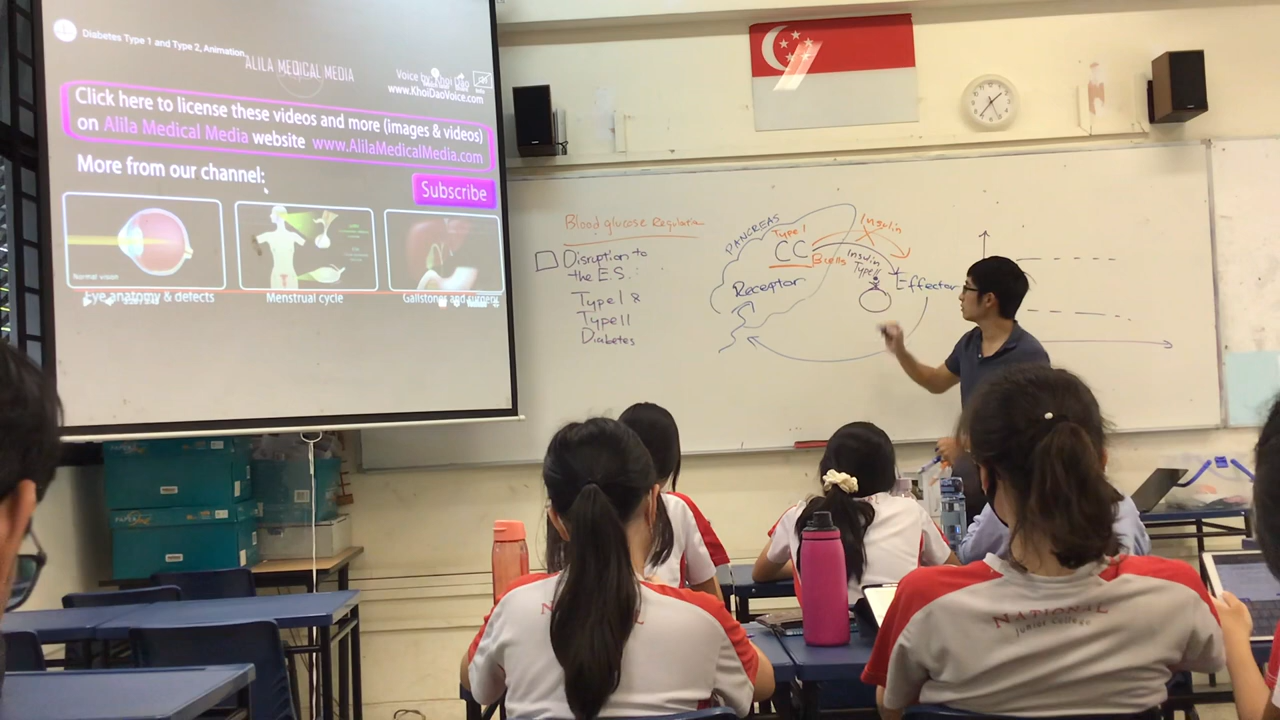 Diabetes Type 1 and Type 2, Animation
ALILA MEDICAL MEDIA
Voice by: Khoi Dao
www.KhoiDaoVoice.com
Click here to license these videos and more (images & videos)
on Alila Medical Media website www.AlilaMedicalMedia.com
More from our channel:
Subscribe
Normal vision
Eye anatomy & defects
Menstrual cycle
Gallstones and surgery
Blood glucose Regulation
Disruption to
the E.S.:
Type I &
Type II
Diabetes
PANCREAS
Type I
CC
B cells
Insulin
Insulin
Type II
Receptor
Effector
NATIONAL
Junior College